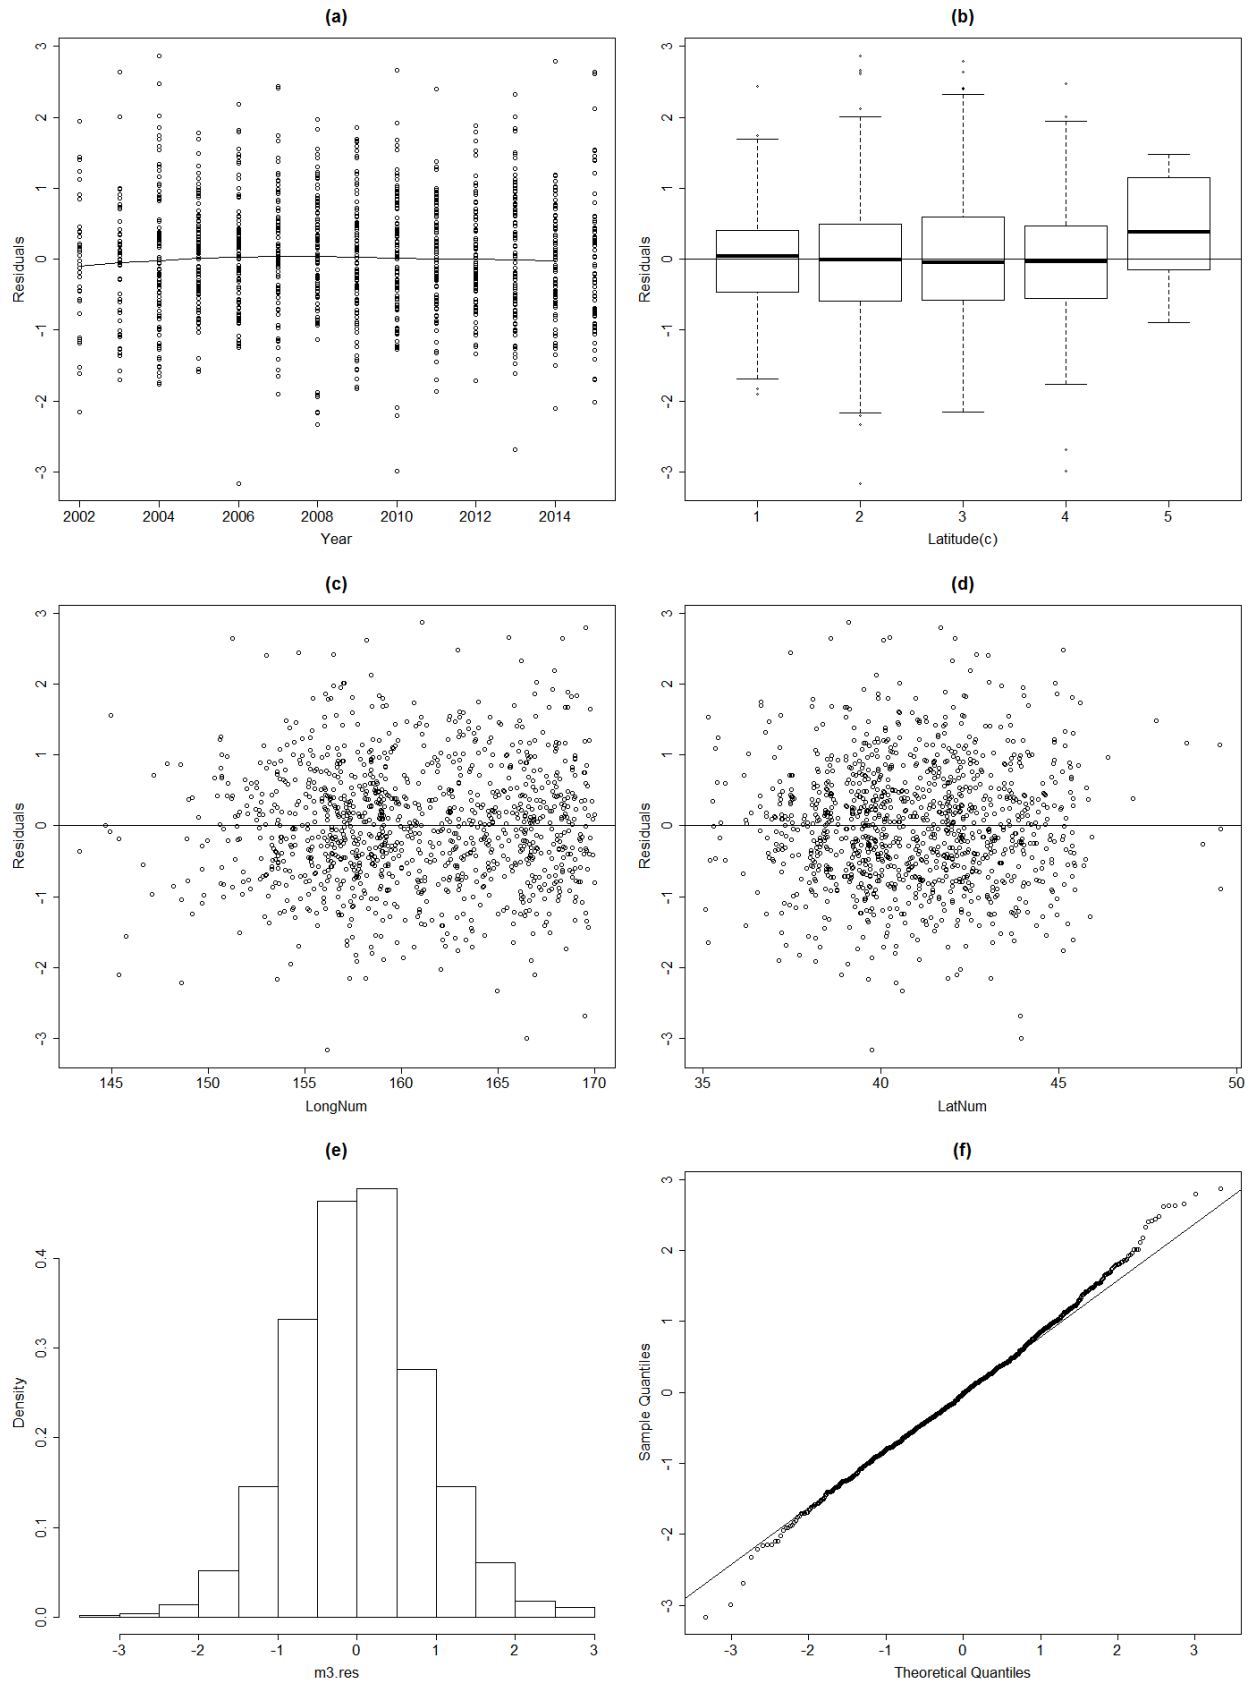 (a)
3
2
1
0
-1
-2
-3
Residuals
2002 2004 2006 2008 2010 2012 2014
Year
(b)
3
2
1
0
-1
-2
-3
Residuals
1 2 3 4 5
Latitude(c)
(c)
3
2
1
0
-1
-2
-3
Residuals
145 150 155 160 165 170
LongNum
(d)
3
2
1
0
-1
-2
-3
Residuals
35 40 45 50
LatNum
(e)
0.4
0.3
0.2
0.1
0.0
Density
-3 -2 -1 0 1 2 3
m3.res
(f)
3
2
1
0
-1
-2
-3
Sample Quantiles
-3 -2 -1 0 1 2 3
Theoretical Quantiles